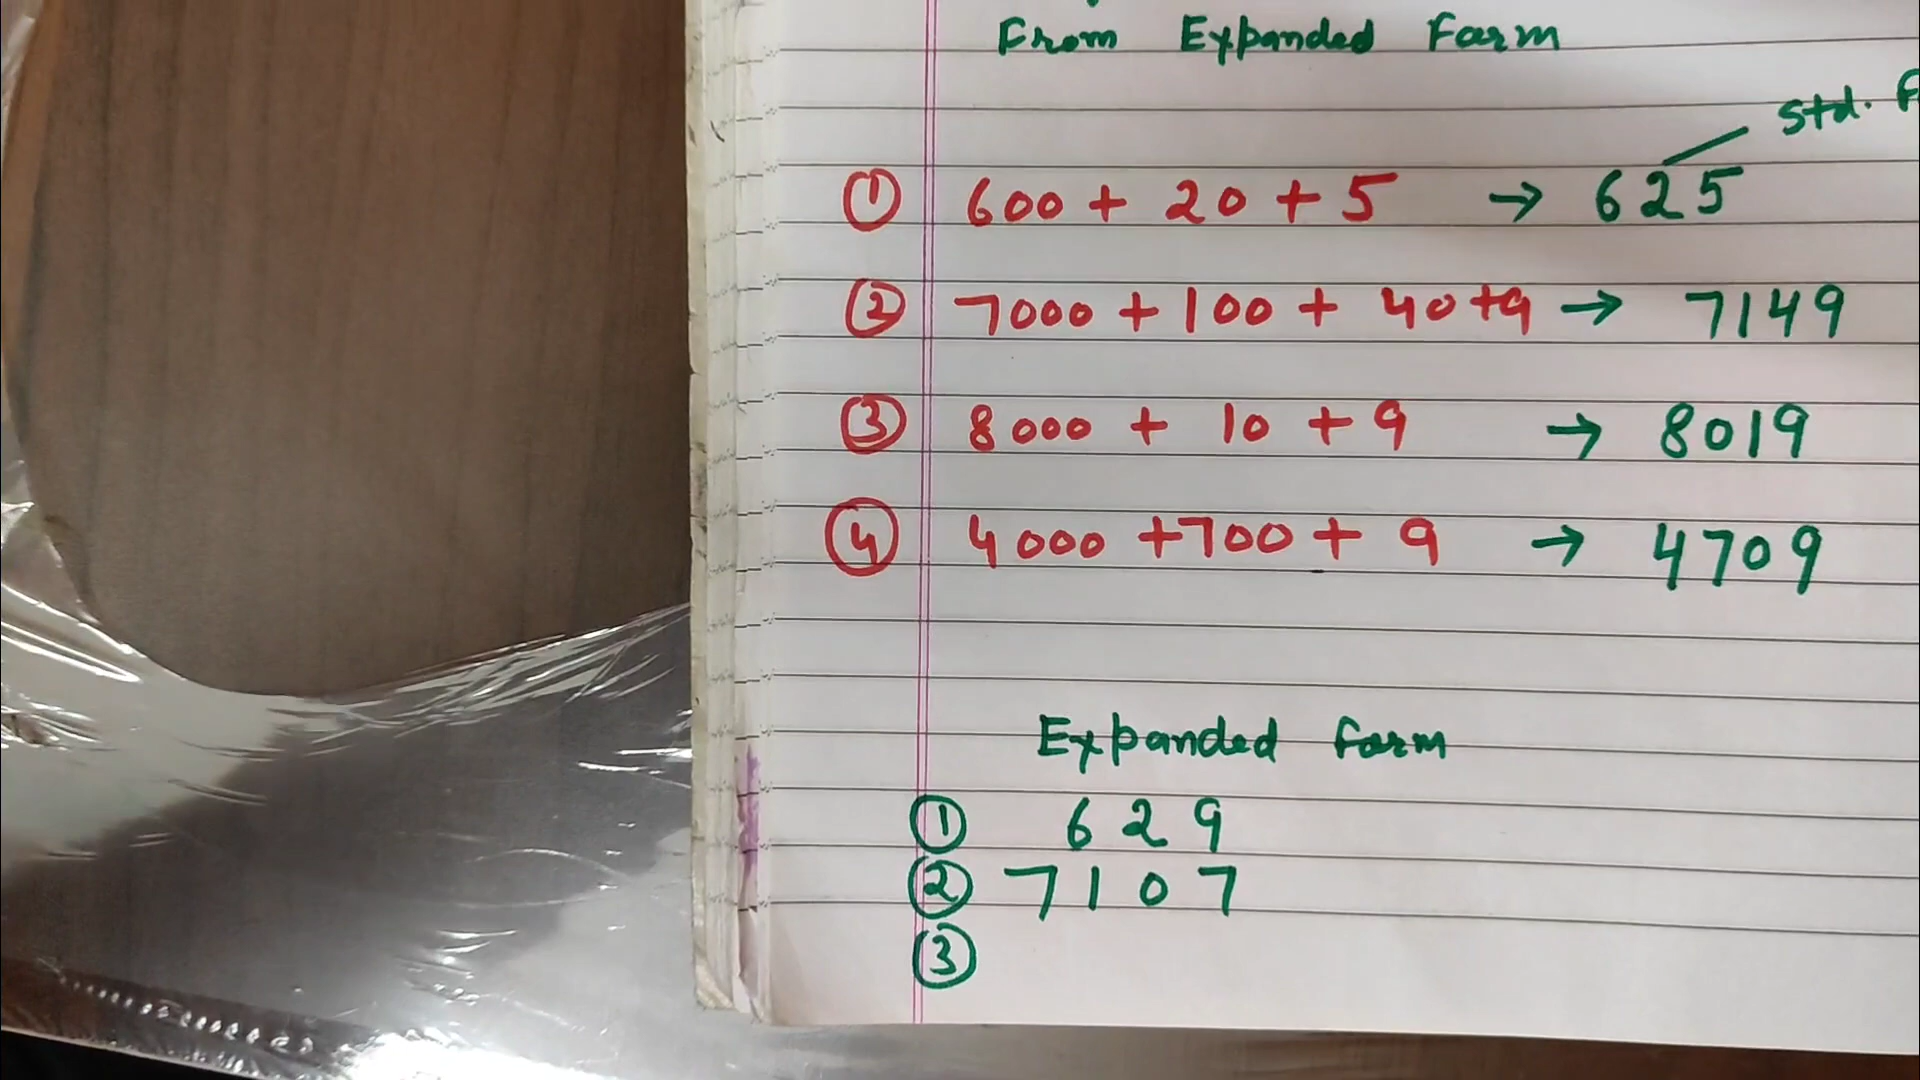 From Expanded Form
Std.
① 600 + 20 + 5 → 625
② 7000 + 100 + 40+9 → 7149
③ 8000 + 10 + 9 → 8019
④ 4000 +700 + 9 → 4709
Expanded form
① 629
② 7107
③